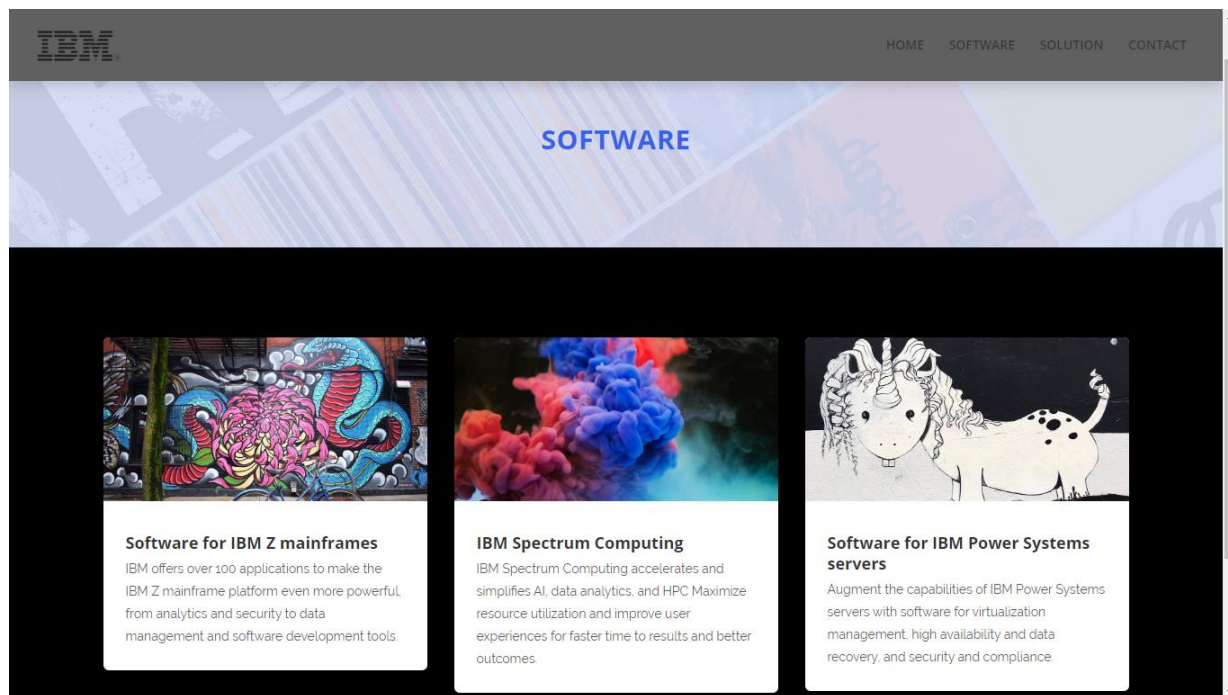 IBM
HOME SOFTWARE SOLUTION CONTACT
SOFTWARE
Software for IBM Z mainframes
IBM offers over 100 applications to make the
IBM Z mainframe platform even more powerful,
from analytics and security to data
management and software development tools.
IBM Spectrum Computing
IBM Spectrum Computing accelerates and
simplifies AI, data analytics, and HPC Maximize
resource utilization and improve user
experiences for faster time to results and better
outcomes.
Software for IBM Power Systems
servers
Augment the capabilities of IBM Power Systems
servers with software for virtualization
management, high availability and data
recovery, and security and compliance.